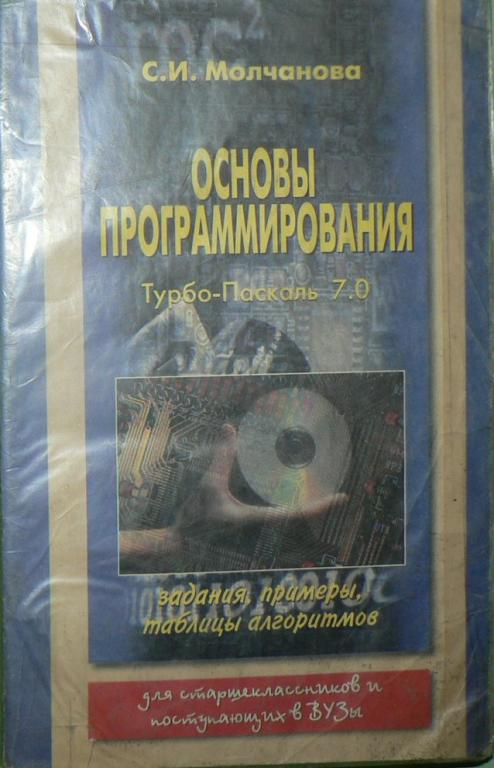 С.И. Молчанова
ОСНОВЫ
ПРОГРАММИРОВАНИЯ
Турбо-Паскаль 7.0
задания, примеры,
таблицы алгоритмов
для старшеклассников и
поступающих в ВУЗы